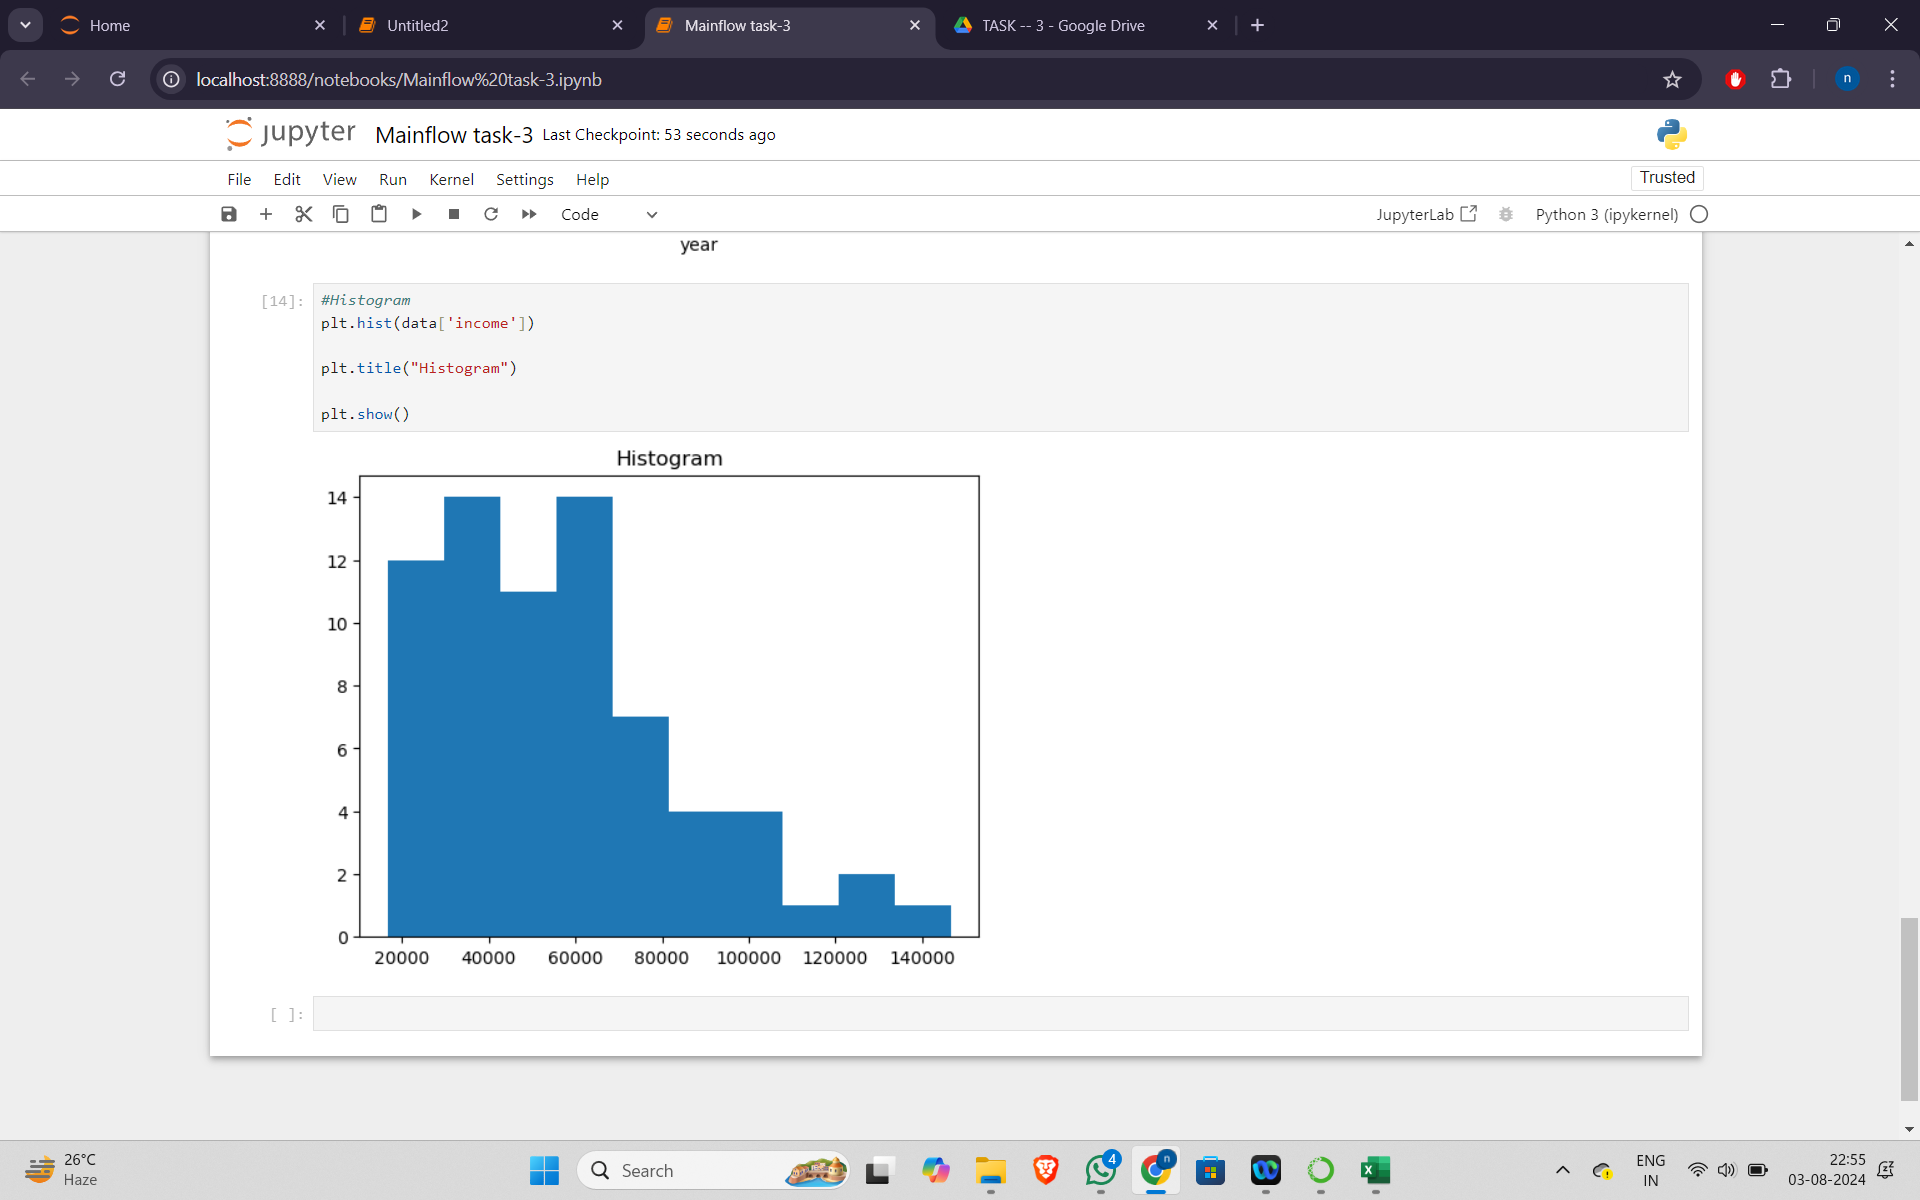 Home
Untitled2
Mainflow task-3
TASK -- 3 - Google Drive
localhost:8888/notebooks/Mainflow%20task-3.ipynb
n
jupyter Mainflow task-3 Last Checkpoint: 53 seconds ago
File Edit View Run Kernel Settings Help
Trusted
Code
JupyterLab
Python 3 (ipykernel)
year
[14]:
#Histogram
plt.hist(data['income'])
plt.title("Histogram")
plt.show()
Histogram
14
12
10
8
6
4
2
0
20000 40000 60000 80000 100000 120000 140000
[ ]:
26°C
Haze
Search
4
n
ENG
IN
22:55
03-08-2024